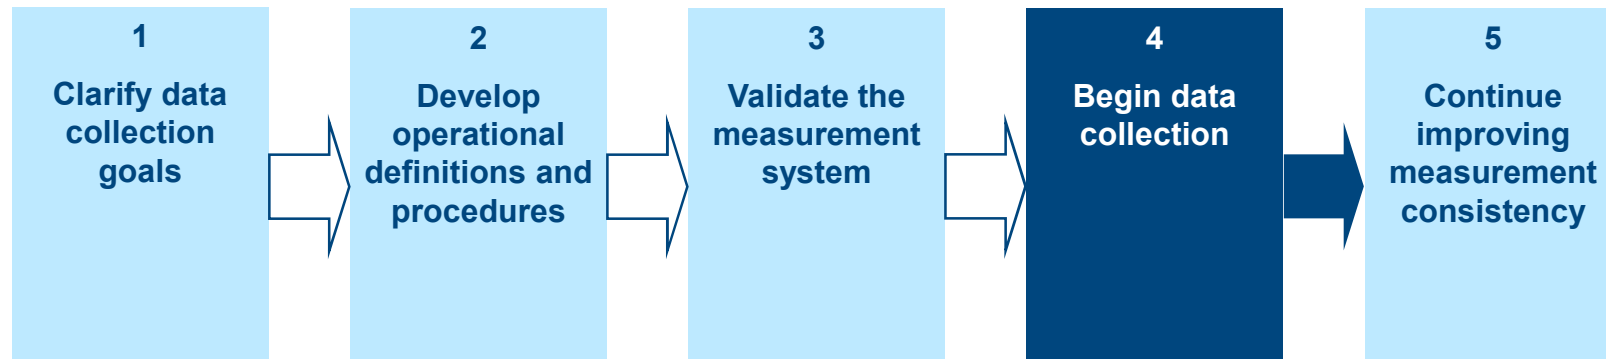 1
Clarify data
collection
goals
2
Develop
operational
definitions and
procedures
3
Validate the
measurement
system
4
Begin data
collection
5
Continue
improving
measurement
consistency